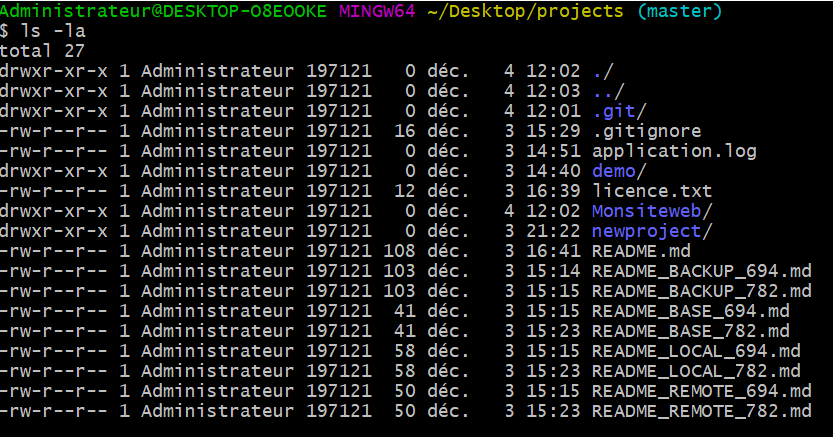 Administrateur@DESKTOP-O8EOOKE MINGW64 ~/Desktop/projects (master)
$ ls -la
total 27
drwxr-xr-x 1 Administrateur 197121   0 déc.   4 12:02 ./
drwxr-xr-x 1 Administrateur 197121   0 déc.   4 12:03 ../
drwxr-xr-x 1 Administrateur 197121   0 déc.   4 12:01 .git/
-rw-r--r-- 1 Administrateur 197121  16 déc.   3 15:29 .gitignore
-rw-r--r-- 1 Administrateur 197121   0 déc.   3 14:51 application.log
drwxr-xr-x 1 Administrateur 197121   0 déc.   3 14:40 demo/
-rw-r--r-- 1 Administrateur 197121  12 déc.   3 16:39 licence.txt
drwxr-xr-x 1 Administrateur 197121   0 déc.   4 12:02 Monsiteweb/
drwxr-xr-x 1 Administrateur 197121   0 déc.   3 21:22 newproject/
-rw-r--r-- 1 Administrateur 197121 108 déc.   3 16:41 README.md
-rw-r--r-- 1 Administrateur 197121 103 déc.   3 15:14 README_BACKUP_694.md
-rw-r--r-- 1 Administrateur 197121 103 déc.   3 15:15 README_BACKUP_782.md
-rw-r--r-- 1 Administrateur 197121  41 déc.   3 15:15 README_BASE_694.md
-rw-r--r-- 1 Administrateur 197121  41 déc.   3 15:23 README_BASE_782.md
-rw-r--r-- 1 Administrateur 197121  58 déc.   3 15:15 README_LOCAL_694.md
-rw-r--r-- 1 Administrateur 197121  58 déc.   3 15:23 README_LOCAL_782.md
-rw-r--r-- 1 Administrateur 197121  50 déc.   3 15:15 README_REMOTE_694.md
-rw-r--r-- 1 Administrateur 197121  50 déc.   3 15:23 README_REMOTE_782.md